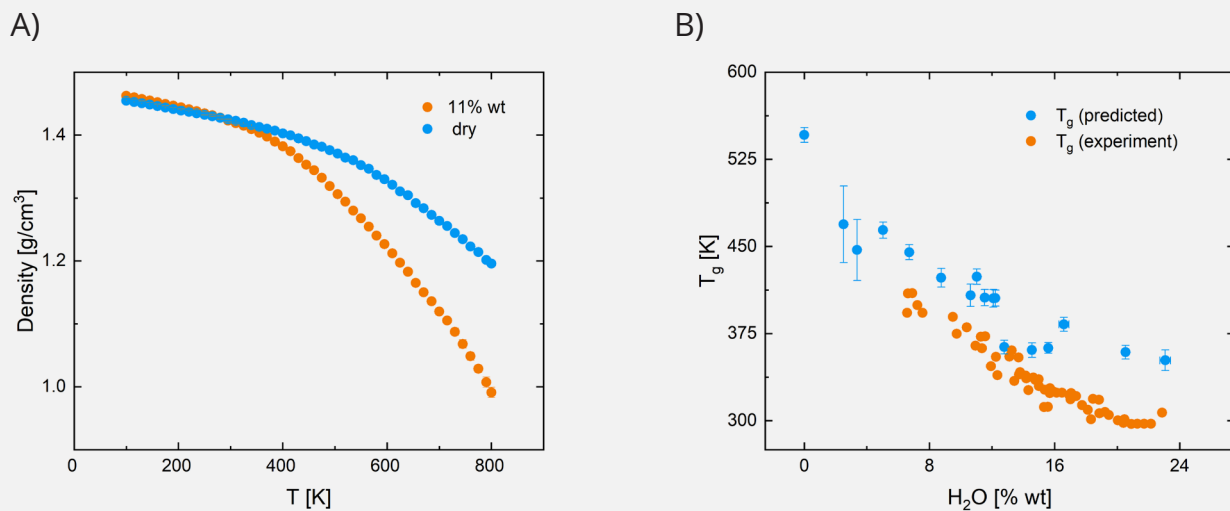 A)
B)
Density [g/cm³]
1.4
1.2
1.0
0
200
400
600
800
T [K]
11% wt
dry
Tg [K]
600
525
450
375
300
0
8
16
24
H₂O [% wt]
Tg (predicted)
Tg (experiment)